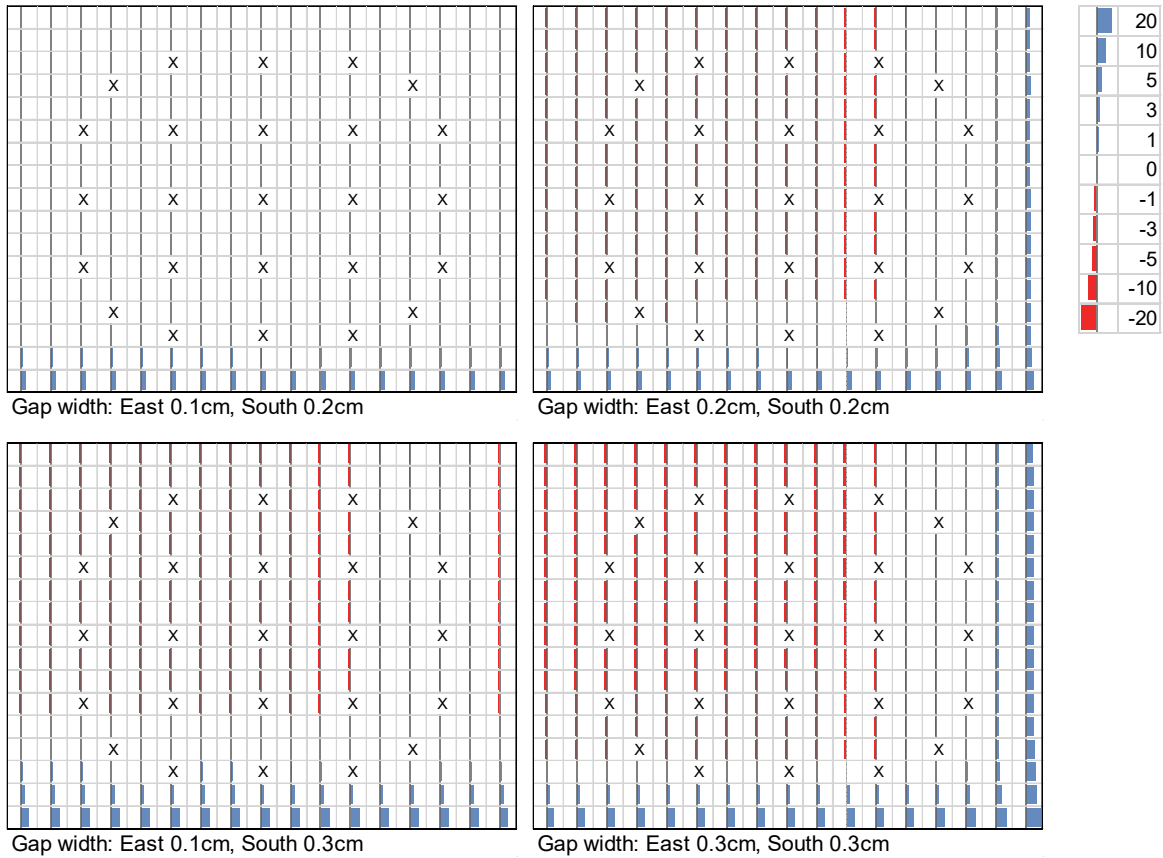 X X X
X X
X X X X X
X X X X X
X X X X X
X X
X X X
Gap width: East 0.1cm, South 0.2cm
X X X
X X
X X X X X
X X X X X
X X X X X
X X
X X X
Gap width: East 0.2cm, South 0.2cm
20
10
5
3
1
0
-1
-3
-5
-10
-20
X X X
X X
X X X X X
X X X X X
X X X X X
X X
X X X
Gap width: East 0.1cm, South 0.3cm
X X X
X X
X X X X X
X X X X X
X X X X X
X X
X X X
Gap width: East 0.3cm, South 0.3cm